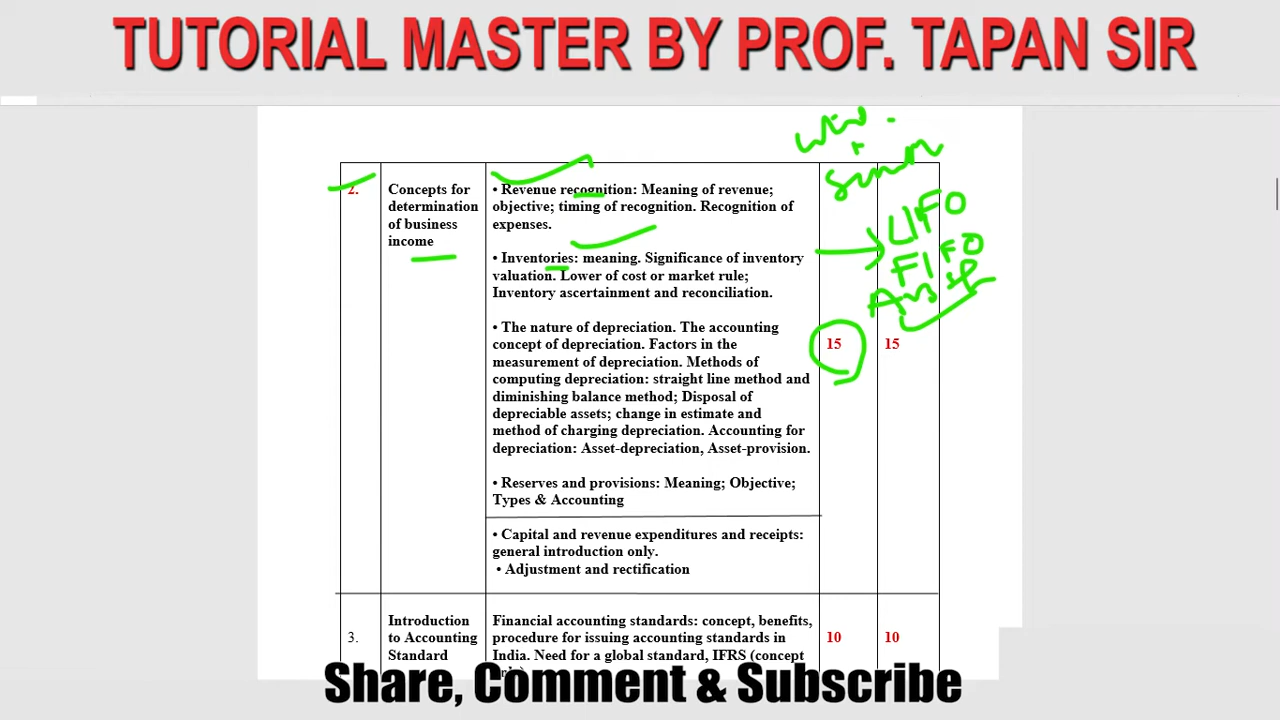 TUTORIAL MASTER BY PROF. TAPAN SIR
2.
Concepts for
determination
of business
income
• Revenue recognition: Meaning of revenue;
objective; timing of recognition. Recognition of
expenses.
• Inventories: meaning. Significance of inventory
valuation. Lower of cost or market rule;
Inventory ascertainment and reconciliation.
• The nature of depreciation. The accounting
concept of depreciation. Factors in the
measurement of depreciation. Methods of
computing depreciation: straight line method and
diminishing balance method; Disposal of
depreciable assets; change in estimate and
method of charging depreciation. Accounting for
depreciation: Asset-depreciation, Asset-provision.
• Reserves and provisions: Meaning; Objective;
Types & Accounting
• Capital and revenue expenditures and receipts:
general introduction only.
• Adjustment and rectification
15
15
LIFO
FIFO
3.
Introduction
to Accounting
Standard
Financial accounting standards: concept, benefits,
procedure for issuing accounting standards in
India. Need for a global standard, IFRS (concept
10
10
Share, Comment & Subscribe